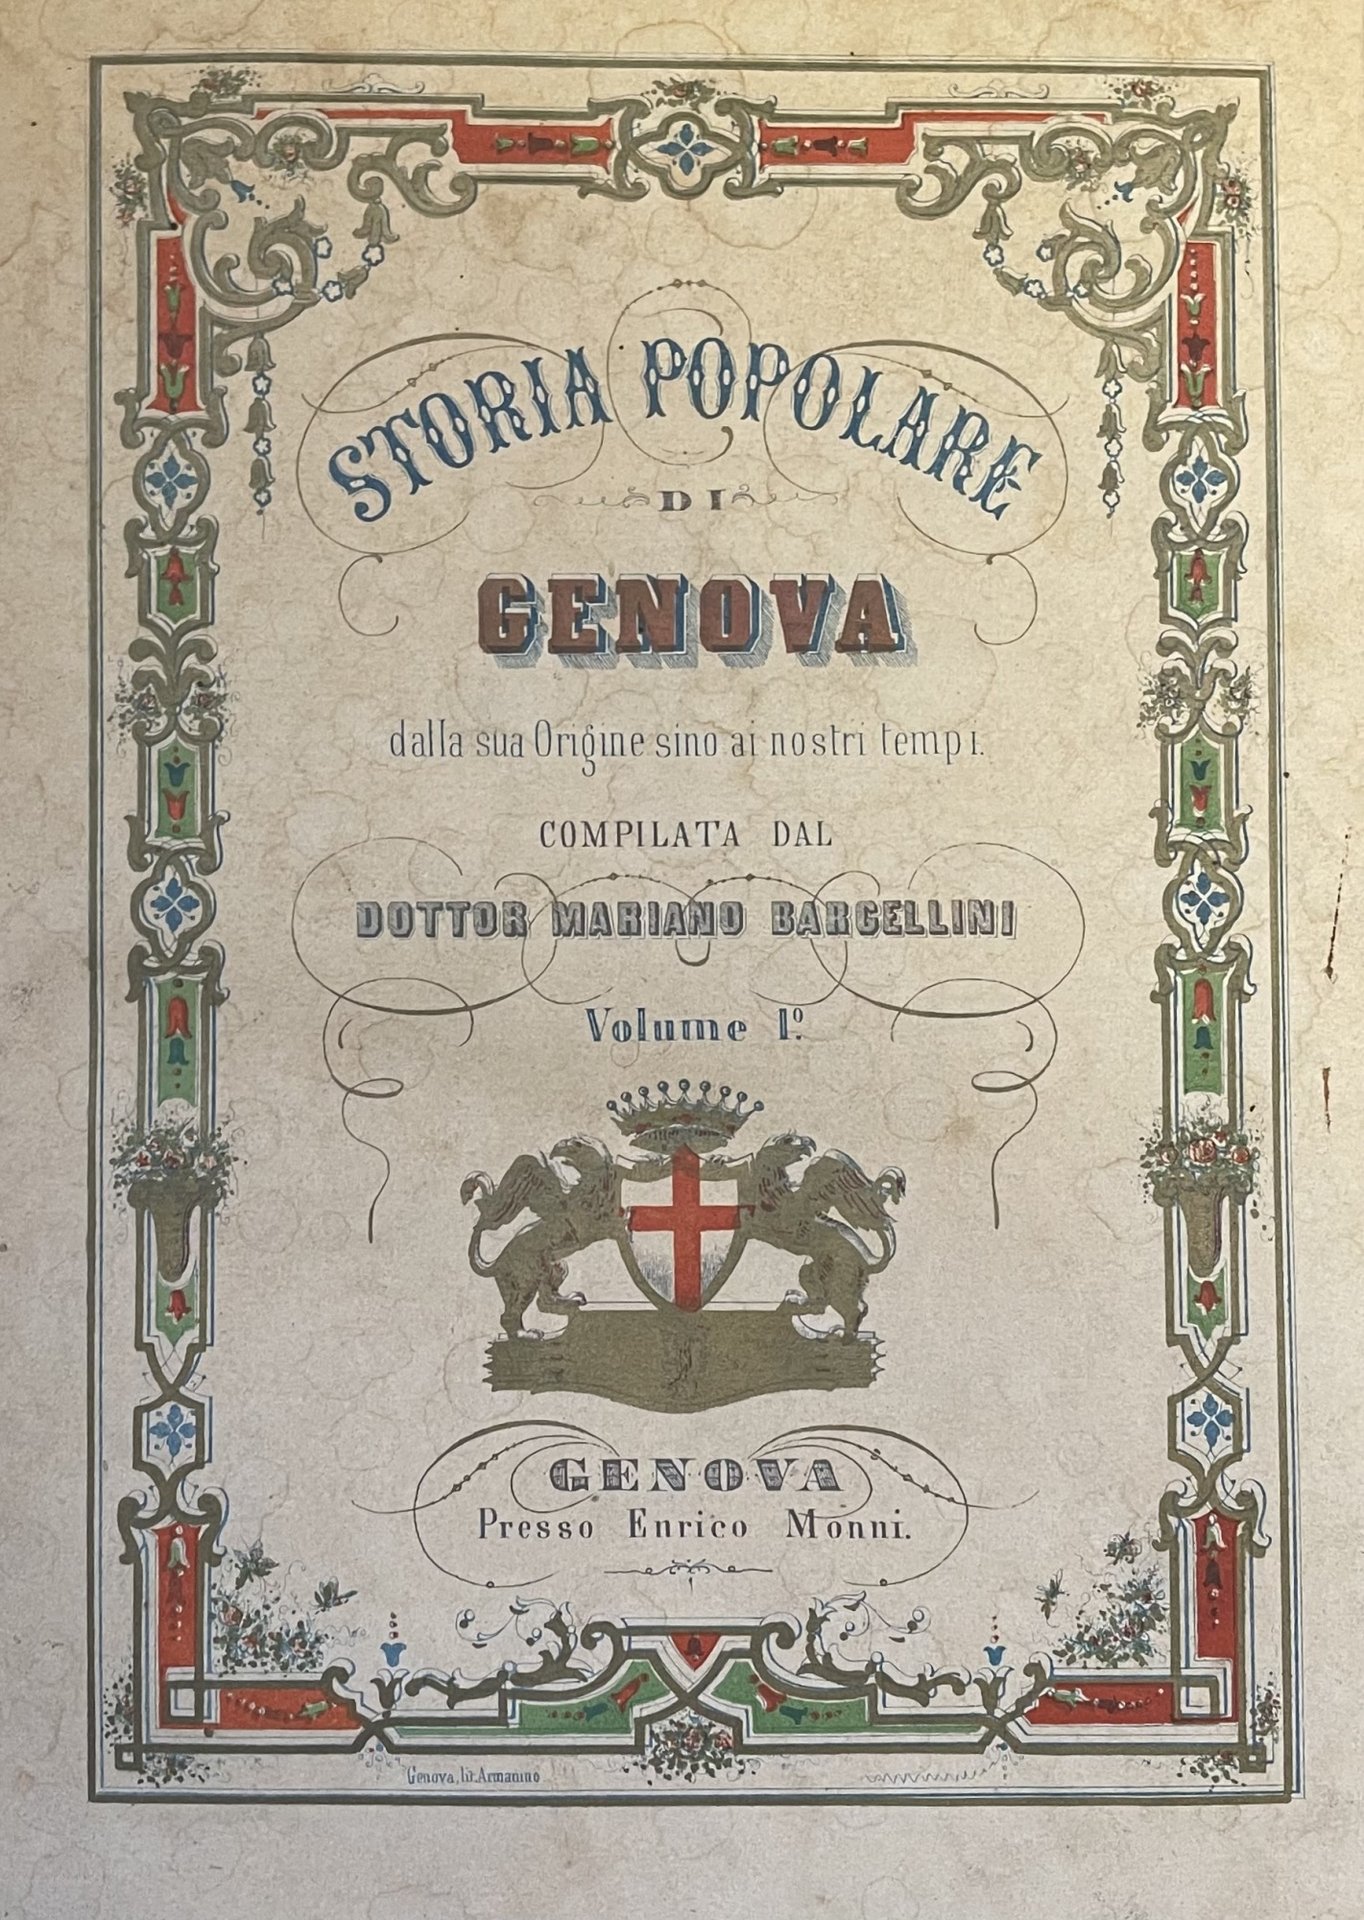 STORIA POPOLARE
DI
GENOVA
dalla sua Origine sino ai nostri tempi.
COMPILATA DAL
DOTTOR MARIANO BARGELLINI
Volume 1º.
GENOVA
Presso Enrico Monni.
Genova, lit. Armanino